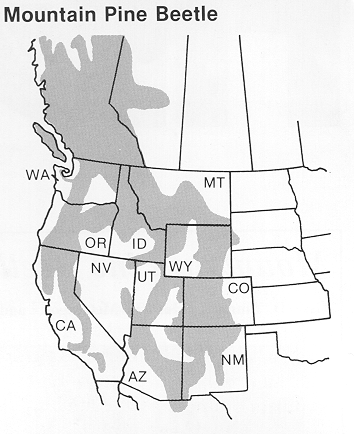 Mountain Pine Beetle
WA
MT
OR
ID
WY
NV
UT
CO
CA
AZ
NM